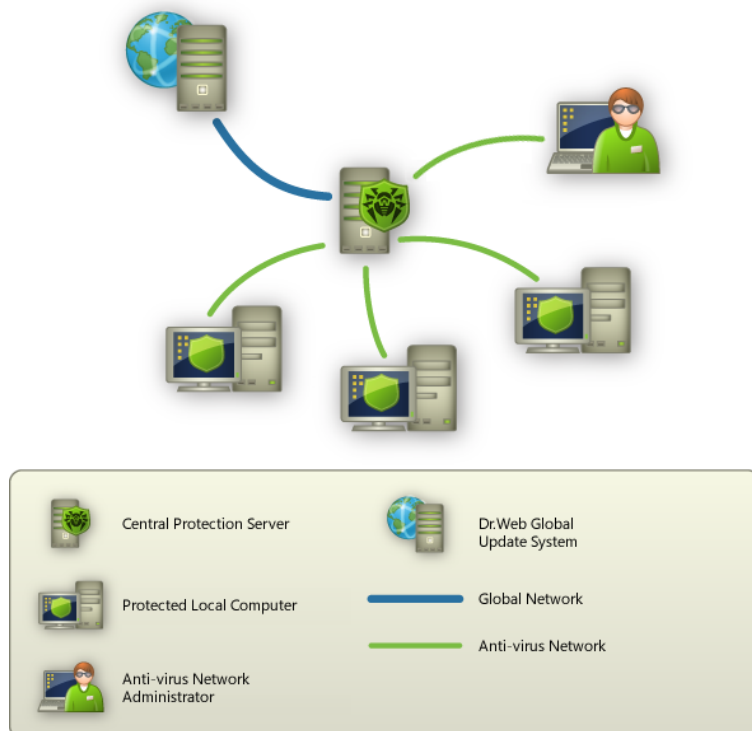 Central Protection Server
Dr.Web Global
Update System
Protected Local Computer
Global Network
Anti-virus Network
Anti-virus Network
Administrator